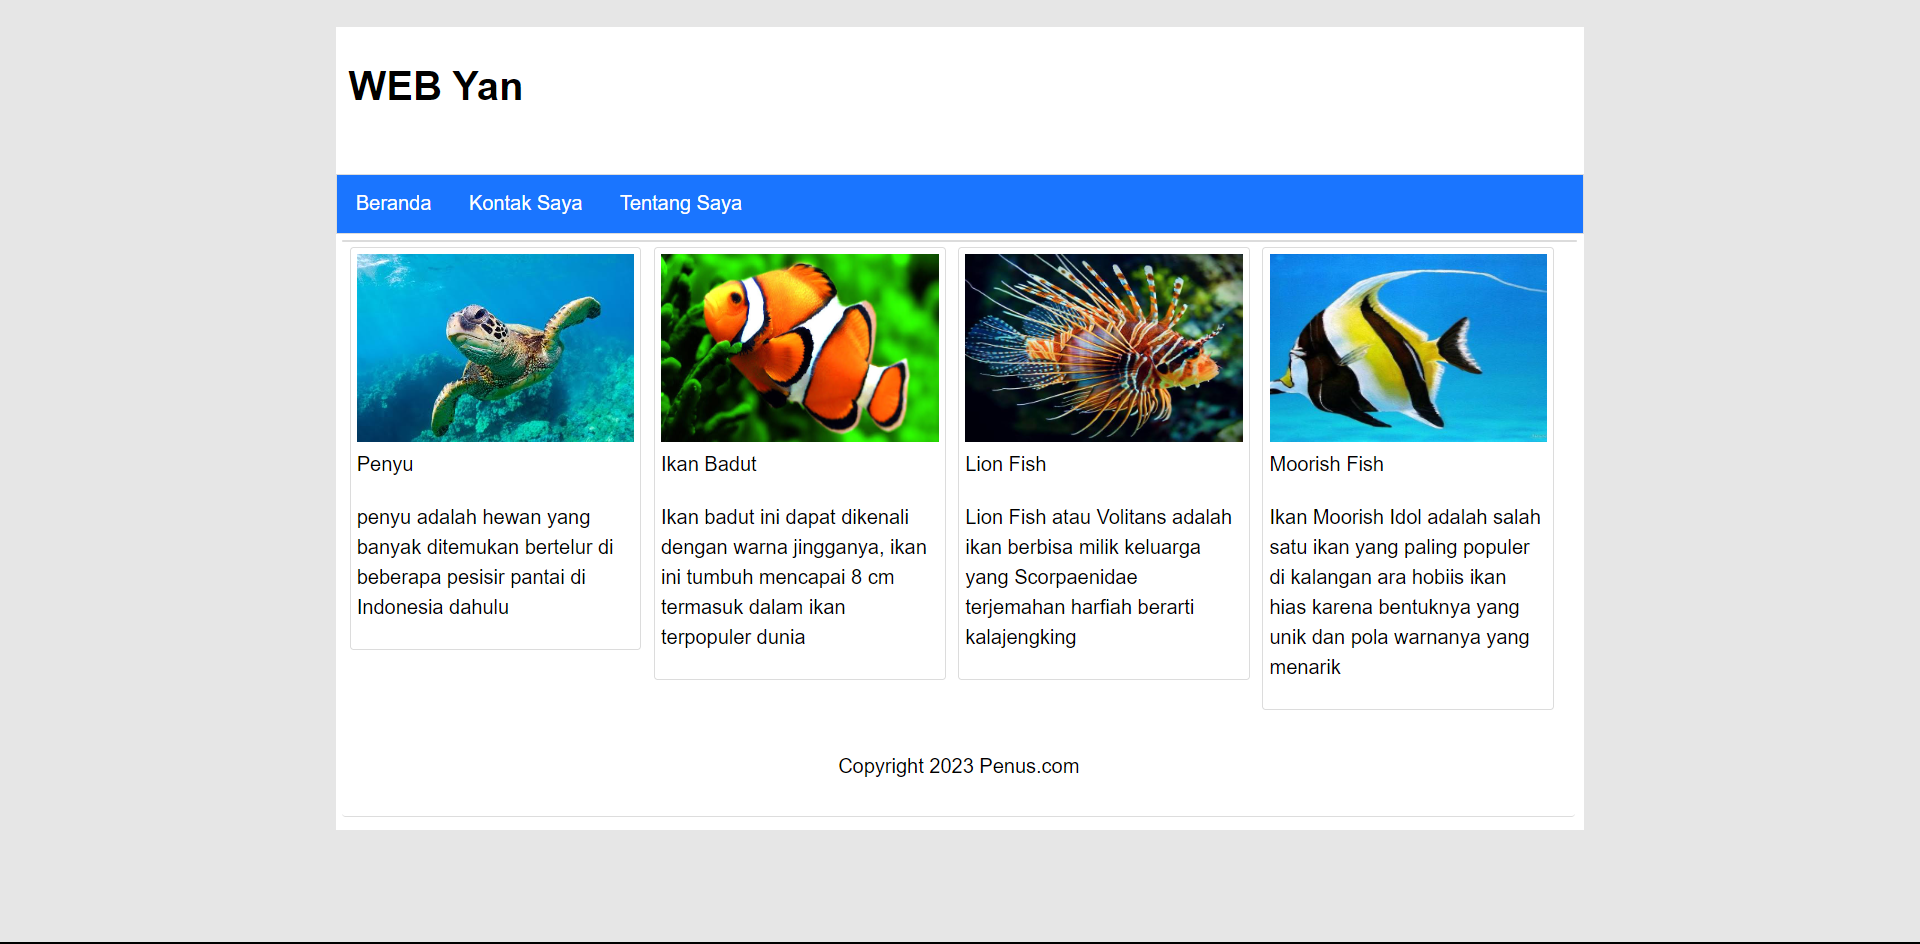 WEB Yan
Beranda
Kontak Saya
Tentang Saya
Penyu
penyu adalah hewan yang
banyak ditemukan bertelur di
beberapa pesisir pantai di
Indonesia dahulu
Ikan Badut
Ikan badut ini dapat dikenali
dengan warna jingganya, ikan
ini tumbuh mencapai 8 cm
termasuk dalam ikan
terpopuler dunia
Lion Fish
Lion Fish atau Volitans adalah
ikan berbisa milik keluarga
yang Scorpaenidae
terjemahan harfiah berarti
kalajengking
Moorish Fish
Ikan Moorish Idol adalah salah
satu ikan yang paling populer
di kalangan ara hobiis ikan
hias karena bentuknya yang
unik dan pola warnanya yang
menarik
Copyright 2023 Penus.com